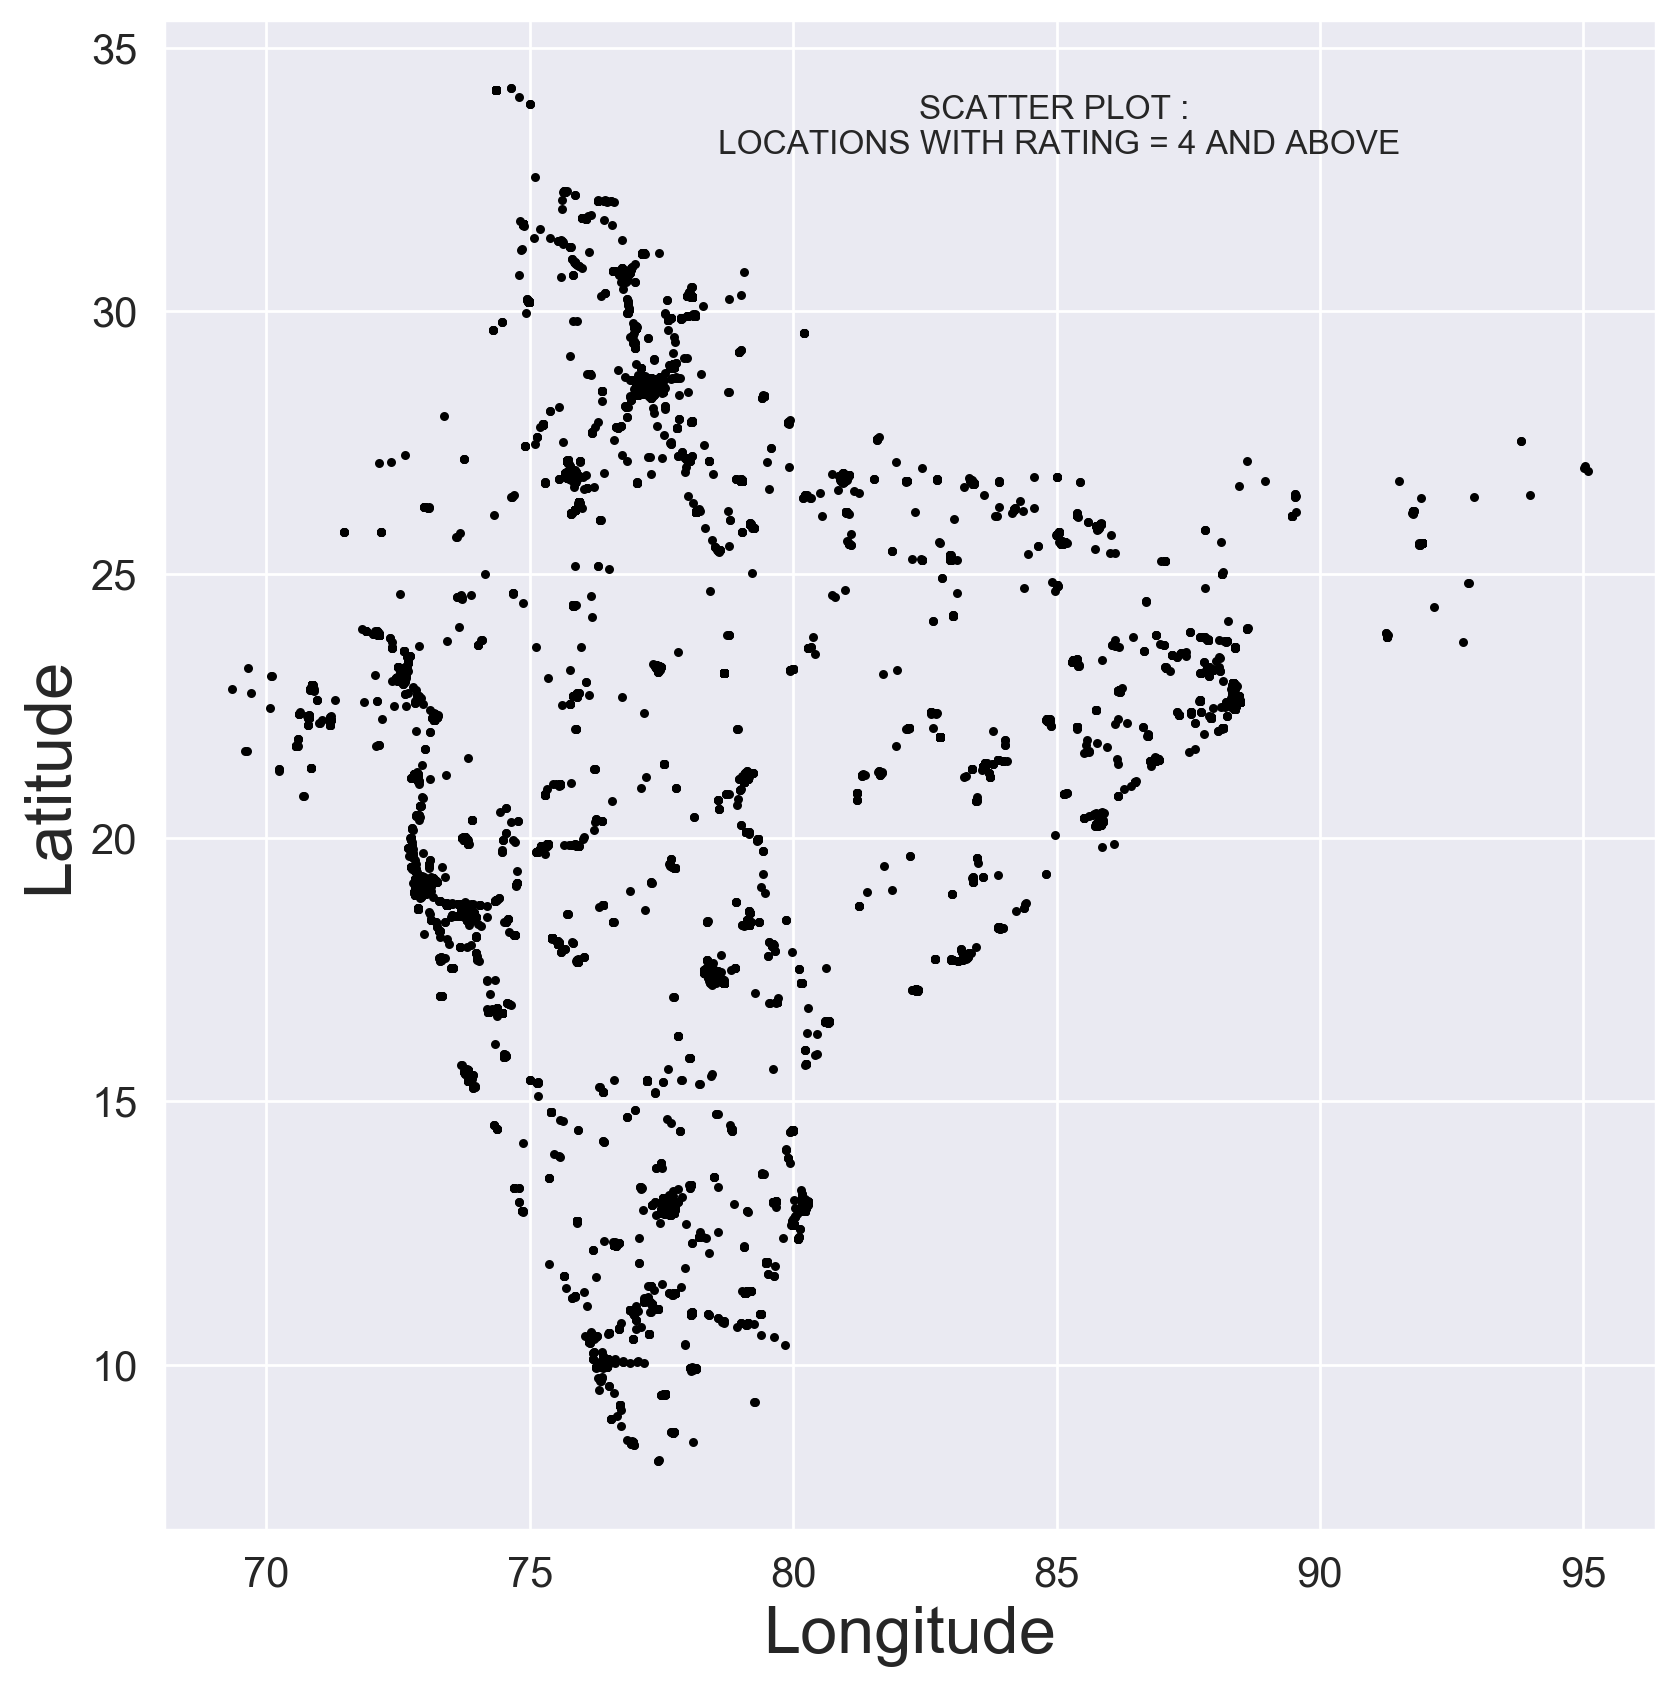 SCATTER PLOT :
LOCATIONS WITH RATING = 4 AND ABOVE
35
30
25
20
15
10
Latitude
70 75 80 85 90 95
Longitude